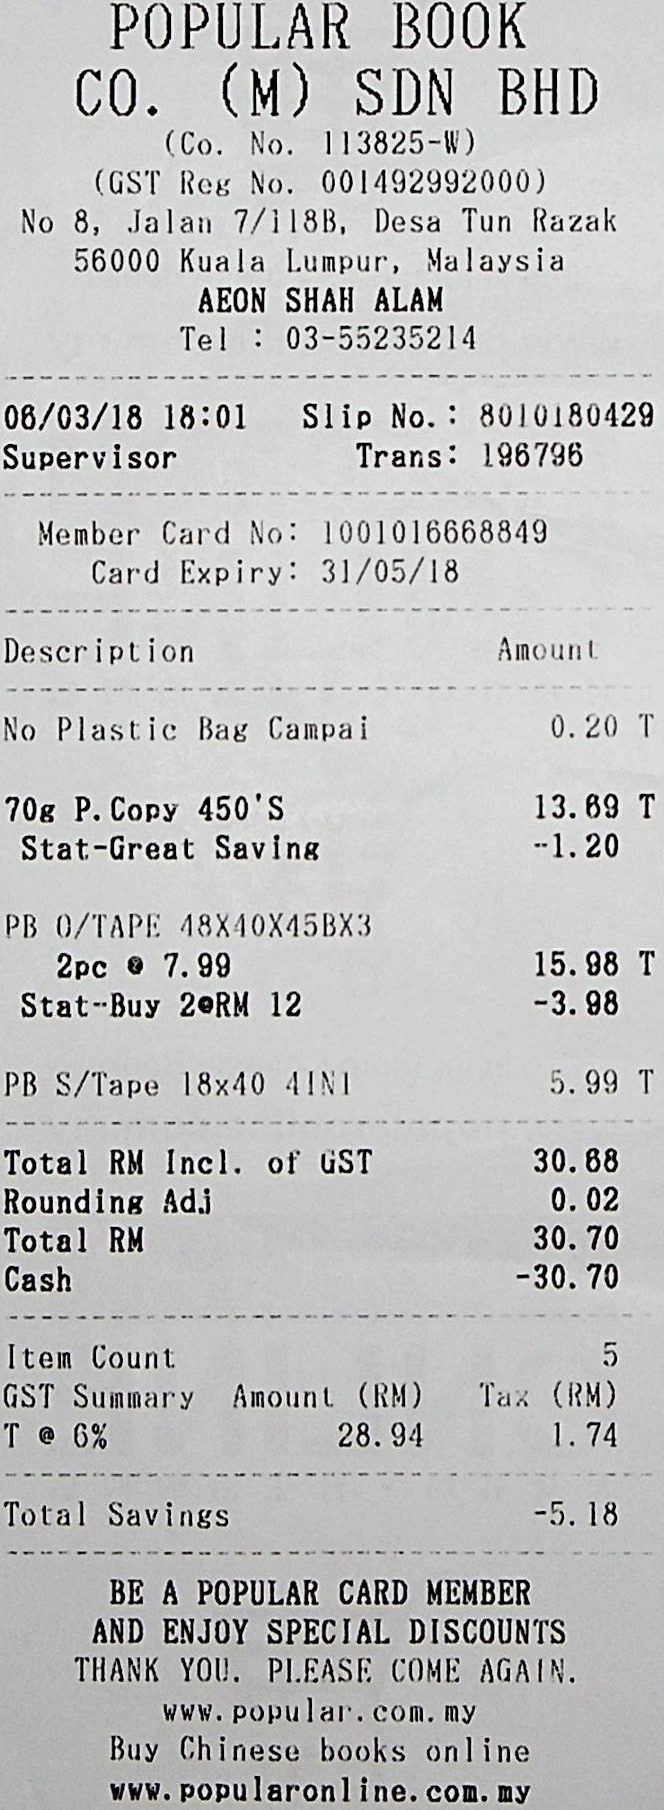 POPULAR BOOK
CO. (M) SDN BHD
(Co. No. 113825-W)
(GST Reg No. 001492992000)
No 8, Jalan 7/118B, Desa Tun Razak
56000 Kuala Lumpur, Malaysia
AEON SHAH ALAM
Tel : 03-55235214
06/03/18 18:01 Slip No.: 8010180429
Supervisor Trans: 196796
Member Card No: 1001016668849
Card Expiry: 31/05/18
Description Amount
No Plastic Bag Campai 0.20 T
70g P.Copy 450'S 13.69 T
Stat-Great Saving -1.20
PB O/TAPE 48X40X45BX3
2pc @ 7.99 15.98 T
Stat-Buy 2@RM 12 -3.98
PB S/Tape 18x40 4IN1 5.99 T
Total RM Incl. of GST 30.68
Rounding Adj 0.02
Total RM 30.70
Cash -30.70
Item Count 5
GST Summary Amount (RM) Tax (RM)
T @ 6% 28.94 1.74
Total Savings -5.18
BE A POPULAR CARD MEMBER
AND ENJOY SPECIAL DISCOUNTS
THANK YOU. PLEASE COME AGAIN.
www.popular.com.my
Buy Chinese books online
www.popularonline.com.my